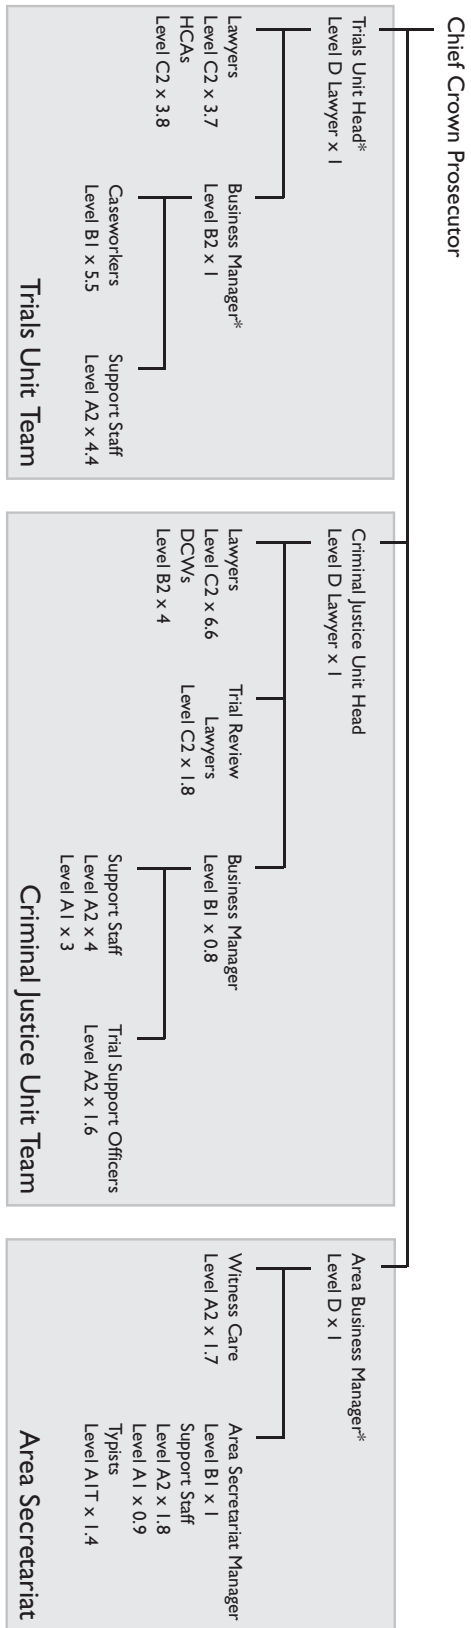 Chief Crown Prosecutor
Trials Unit Head*
Level D Lawyer x 1
Lawyers
Level C2 x 3.7
HCAs
Level C2 x 3.8
Business Manager*
Level B2 x 1
Caseworkers
Level B1 x 5.5
Support Staff
Level A2 x 4.4
Trials Unit Team
Criminal Justice Unit Head
Level D Lawyer x 1
Lawyers
Level C2 x 6.6
DCWs
Level B2 x 4
Trial Review
Lawyers
Level C2 x 1.8
Business Manager
Level B1 x 0.8
Support Staff
Level A2 x 4
Level A1 x 3
Trial Support Officers
Level A2 x 1.6
Criminal Justice Unit Team
Area Business Manager*
Level D x 1
Witness Care
Level A2 x 1.7
Area Secretariat Manager
Level B1 x 1
Support Staff
Level A2 x 1.8
Level A1 x 0.9
Typists
Level A1T x 1.4
Area Secretariat